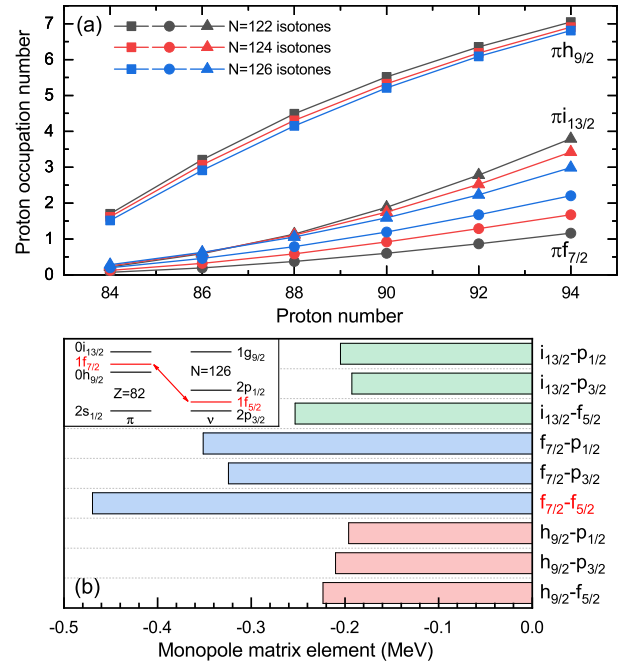 (a)
N=122 isotones
N=124 isotones
N=126 isotones
πh9/2
πi13/2
πf7/2
Proton occupation number
7
6
5
4
3
2
1
0
84 86 88 90 92 94
Proton number
0i13/2
1f7/2
0h9/2
2s1/2
Z=82
π
1g9/2
N=126
2p1/2
1f5/2
2p3/2
ν
i13/2-p1/2
i13/2-p3/2
i13/2-f5/2
f7/2-p1/2
f7/2-p3/2
f7/2-f5/2
h9/2-p1/2
h9/2-p3/2
h9/2-f5/2
(b)
-0.5 -0.4 -0.3 -0.2 -0.1 0.0
Monopole matrix element (MeV)